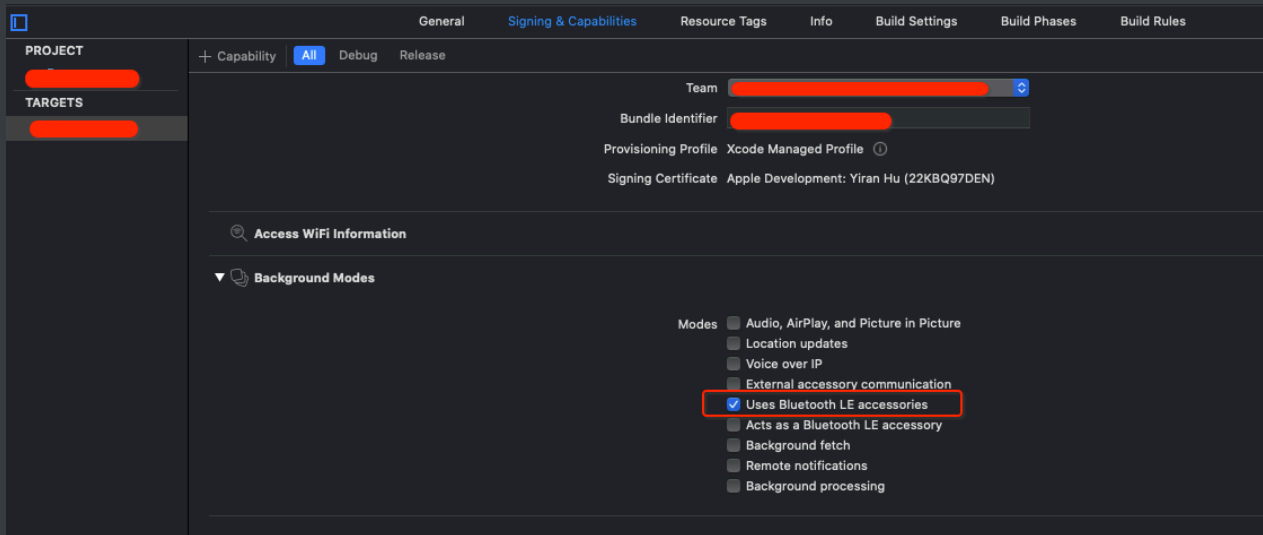 General Signing & Capabilities Resource Tags Info Build Settings Build Phases Build Rules
PROJECT
TARGETS
+ Capability All Debug Release
Team
Bundle Identifier
Provisioning Profile Xcode Managed Profile
Signing Certificate Apple Development: Yiran Hu (22KBQ97DEN)
Access WiFi Information
Background Modes
Modes Audio, AirPlay, and Picture in Picture
Location updates
Voice over IP
External accessory communication
Uses Bluetooth LE accessories
Acts as a Bluetooth LE accessory
Background fetch
Remote notifications
Background processing